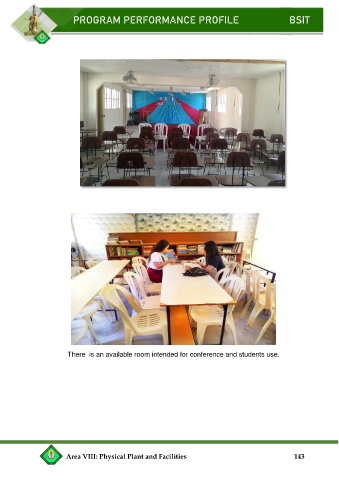 PROGRAM PERFORMANCE PROFILE BSIT
There is an available room intended for conference and students use.
Area VIII: Physical Plant and Facilities 143